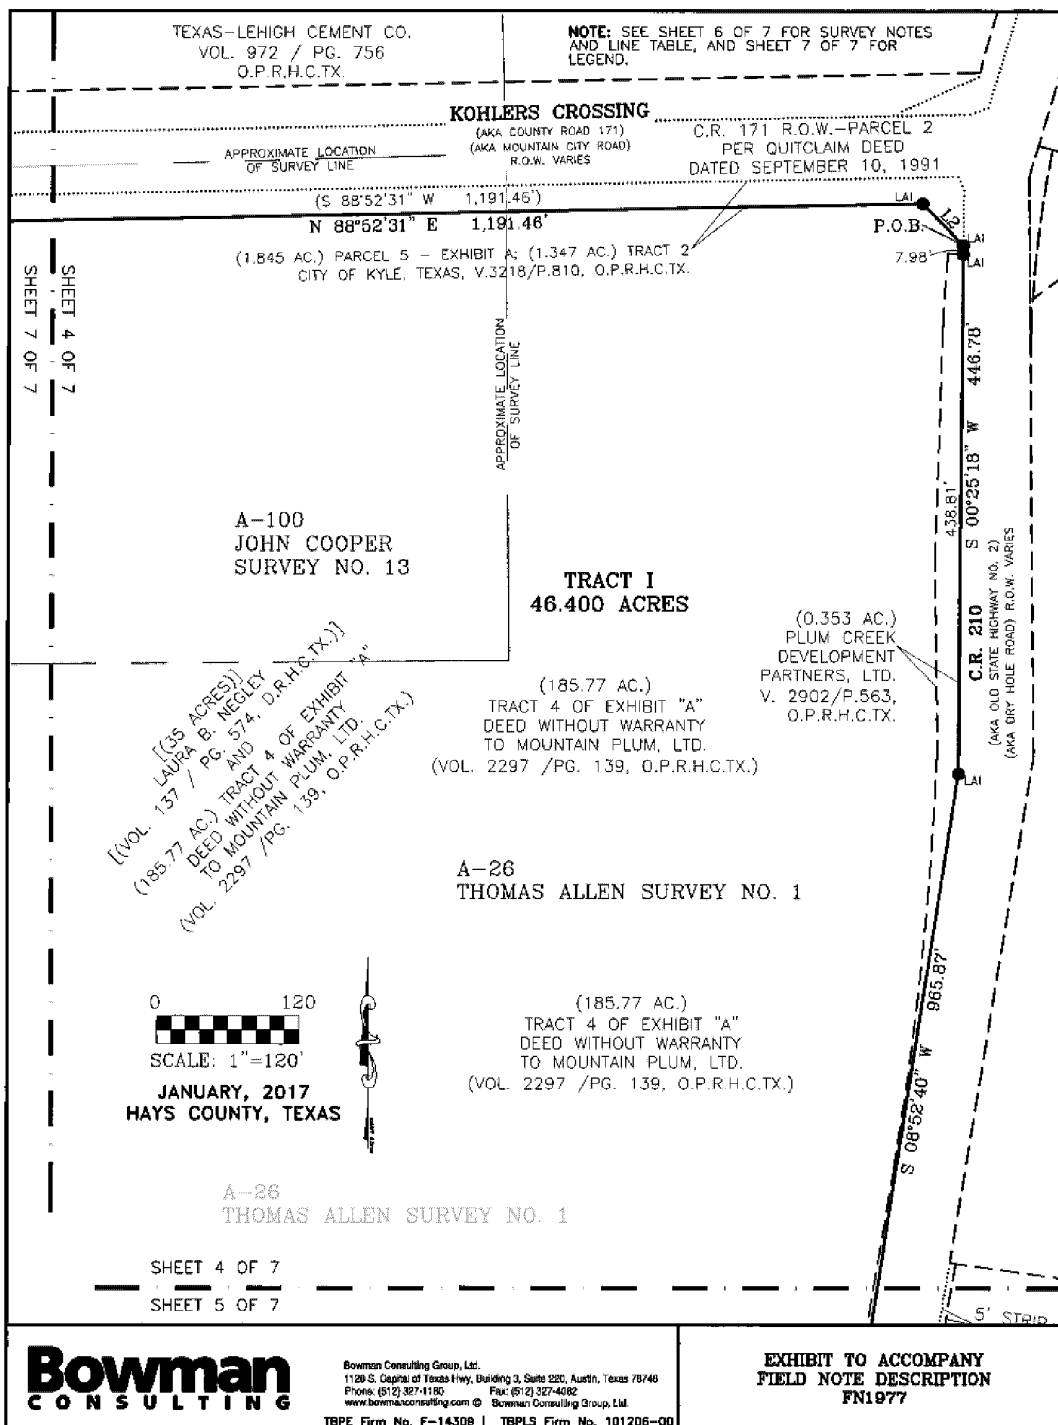 TEXAS-LEHIGH CEMENT CO.
VOL. 972 / PG. 756
O.P.R.H.C.TX.
NOTE: SEE SHEET 6 OF 7 FOR SURVEY NOTES
AND LINE TABLE, AND SHEET 7 OF 7 FOR
LEGEND.
KOHLERS CROSSING
(AKA COUNTY ROAD 171)
(AKA MOUNTAIN CITY ROAD)
R.O.W. VARIES
APPROXIMATE LOCATION
OF SURVEY LINE
C.R. 171 R.O.W.-PARCEL 2
PER QUITCLAIM DEED
DATED SEPTEMBER 10, 1991
(S 88°52'31" W 1,191.46')
N 88°52'31" E 1,191.46'
LAI
L2
P.O.B.
LAI
7.98'
LAI
(1.845 AC.) PARCEL 5 - EXHIBIT A; (1.347 AC.) TRACT 2
CITY OF KYLE, TEXAS, V.3218/P.810, O.P.R.H.C.TX.
SHEET 4 OF 7
SHEET 7 OF 7
APPROXIMATE LOCATION
OF SURVEY LINE
S 00°25'18" W 446.78'
438.81'
A-100
JOHN COOPER
SURVEY NO. 13
TRACT I
46.400 ACRES
(0.353 AC.)
PLUM CREEK
DEVELOPMENT
PARTNERS, LTD.
V. 2902/P.563,
O.P.R.H.C.TX.
C.R. 210
(AKA OLD STATE HIGHWAY NO. 2)
(AKA DRY HOLE ROAD) R.O.W. VARIES
[(35 ACRES)]
LAURA B. NEGLEY
[(VOL. 137 / PG. 574, D.R.H.C.TX.)]
AND
(185.77 AC.) TRACT 4 OF EXHIBIT "A"
DEED WITHOUT WARRANTY
TO MOUNTAIN PLUM, LTD.
(VOL. 2297 /PG. 139, O.P.R.H.C.TX.)
(185.77 AC.)
TRACT 4 OF EXHIBIT "A"
DEED WITHOUT WARRANTY
TO MOUNTAIN PLUM, LTD.
(VOL. 2297 /PG. 139, O.P.R.H.C.TX.)
LAI
A-26
THOMAS ALLEN SURVEY NO. 1
S 08°52'40" W 965.87'
0 120
SCALE: 1"=120'
JANUARY, 2017
HAYS COUNTY, TEXAS
(185.77 AC.)
TRACT 4 OF EXHIBIT "A"
DEED WITHOUT WARRANTY
TO MOUNTAIN PLUM, LTD.
(VOL. 2297 /PG. 139, O.P.R.H.C.TX.)
A-26
THOMAS ALLEN SURVEY NO. 1
SHEET 4 OF 7
SHEET 5 OF 7
5' STRIP
Bowman
CONSULTING
Bowman Consulting Group, Ltd.
1120 S. Capital of Texas Hwy, Building 3, Suite 220, Austin, Texas 78746
Phone: (512) 327-1180 Fax: (512) 327-4062
www.bowmanconsulting.com © Bowman Consulting Group, Ltd.
TBPE Firm No. F-14309 | TBPLS Firm No. 101206-00
EXHIBIT TO ACCOMPANY
FIELD NOTE DESCRIPTION
FN1977